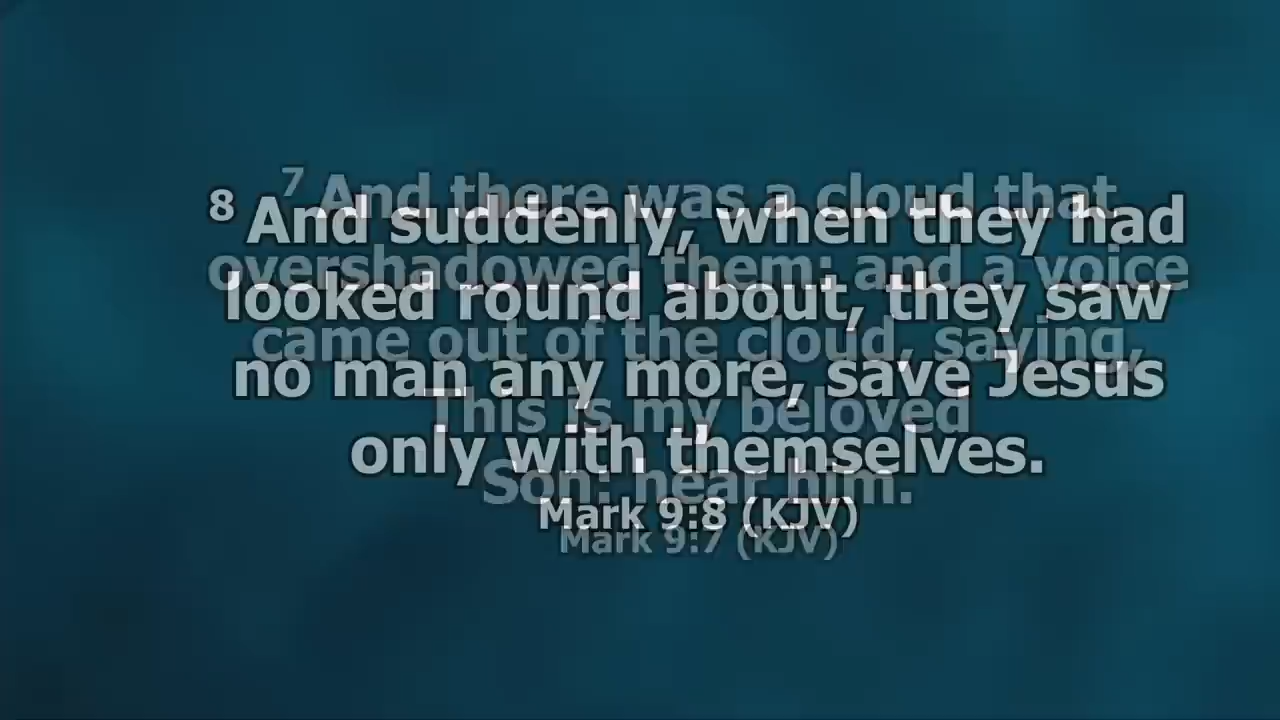 7 And there was a cloud that
overshadowed them: and a voice
came out of the cloud, saying,
This is my beloved
Son: hear him.
Mark 9:7 (KJV)
8 And suddenly, when they had
looked round about, they saw
no man any more, save Jesus
only with themselves.
Mark 9:8 (KJV)